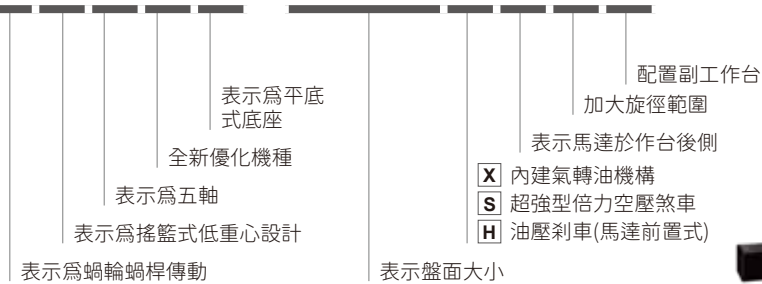 配置副工作台
表示爲平底
式底座
加大旋徑範圍
表示馬達於作台後側
全新優化機種
X 內建氣轉油機構
表示爲五軸
S 超強型倍力空壓煞車
表示爲搖籃式低重心設計
H 油壓剎車(馬達前置式)
表示爲蝸輪蝸桿傳動
表示盤面大小